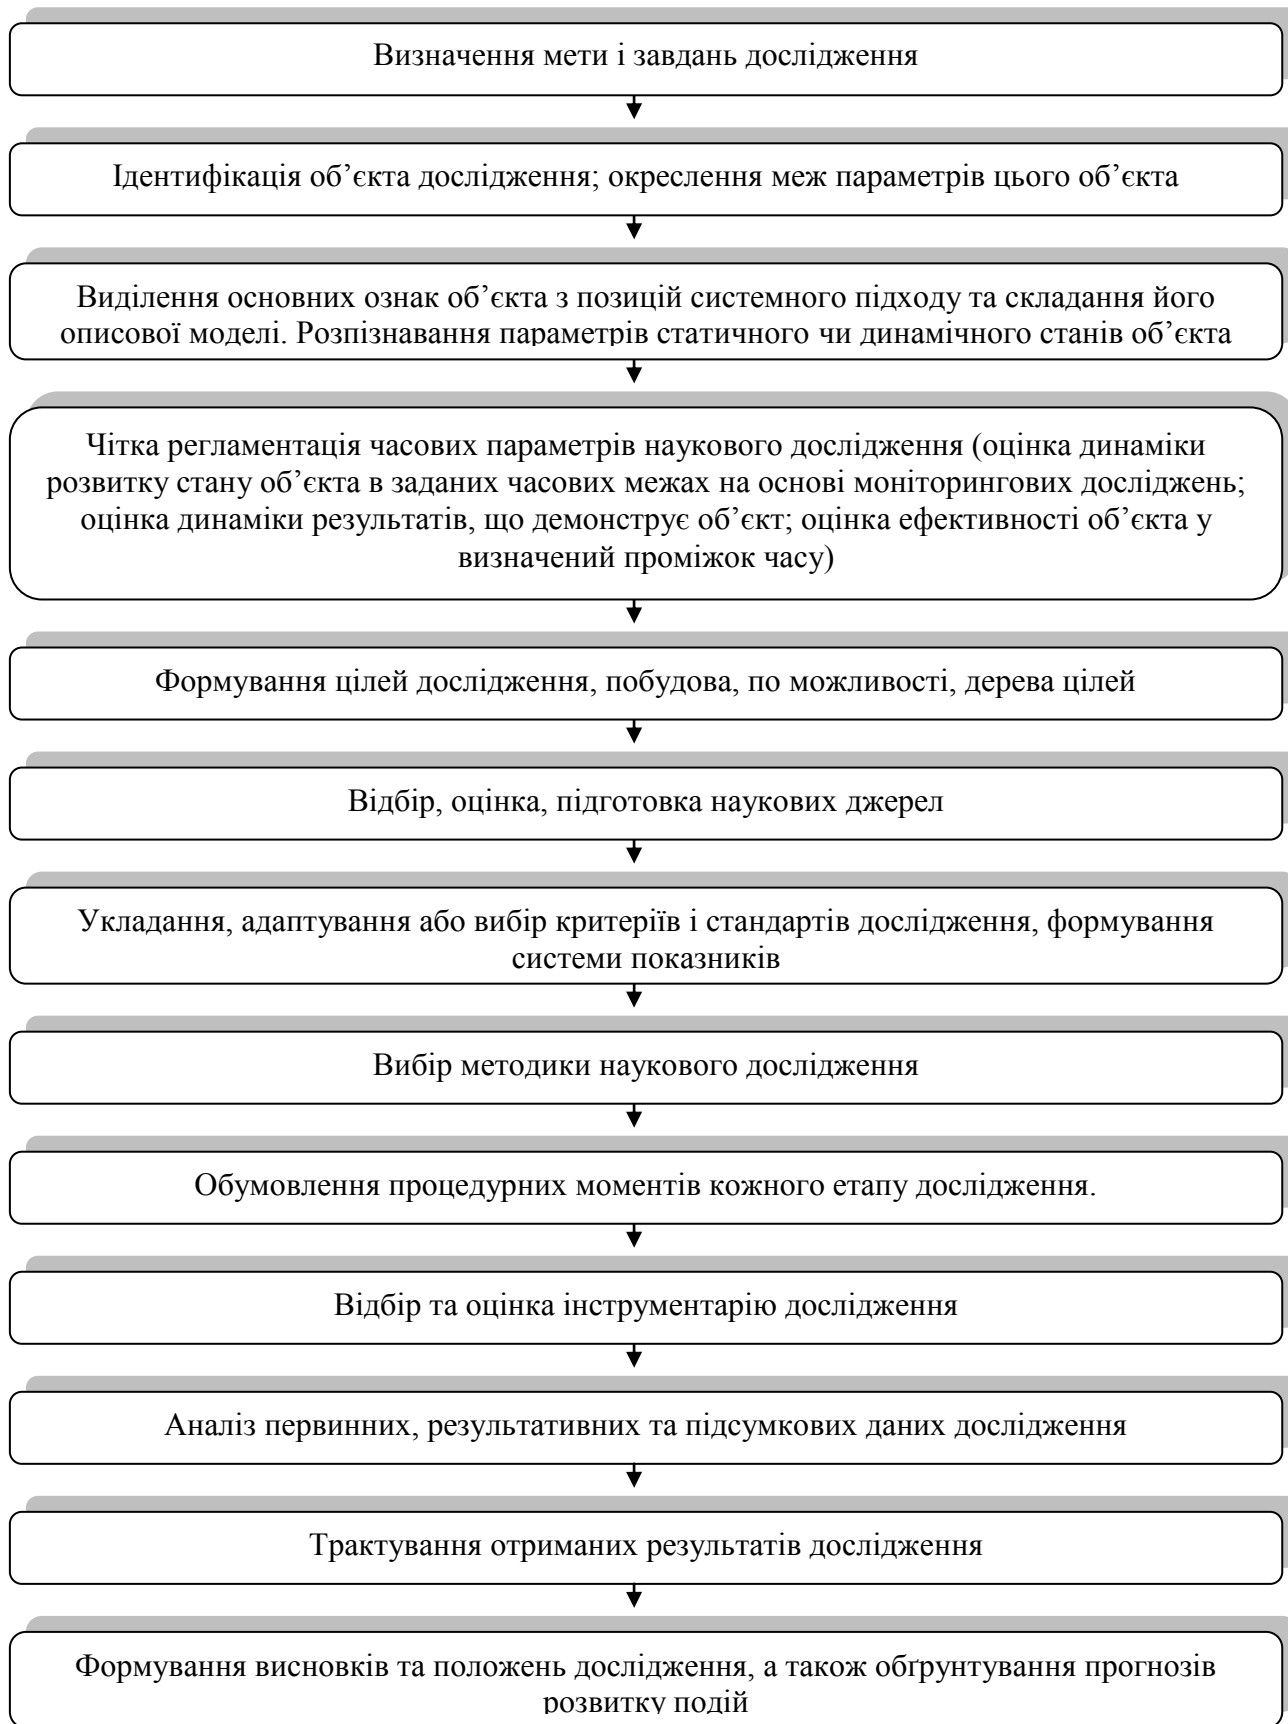 Визначення мети і завдань дослідження
Ідентифікація об’єкта дослідження; окреслення меж параметрів цього об’єкта
Виділення основних ознак об’єкта з позицій системного підходу та складання його
описової моделі. Розпізнавання параметрів статичного чи динамічного станів об’єкта
Чітка регламентація часових параметрів наукового дослідження (оцінка динаміки
розвитку стану об’єкта в заданих часових межах на основі моніторингових досліджень;
оцінка динаміки результатів, що демонструє об’єкт; оцінка ефективності об’єкта у
визначений проміжок часу)
Формування цілей дослідження, побудова, по можливості, дерева цілей
Відбір, оцінка, підготовка наукових джерел
Укладання, адаптування або вибір критеріїв і стандартів дослідження, формування
системи показників
Вибір методики наукового дослідження
Обумовлення процедурних моментів кожного етапу дослідження.
Відбір та оцінка інструментарію дослідження
Аналіз первинних, результативних та підсумкових даних дослідження
Трактування отриманих результатів дослідження
Формування висновків та положень дослідження, а також обґрунтування прогнозів
розвитку подій